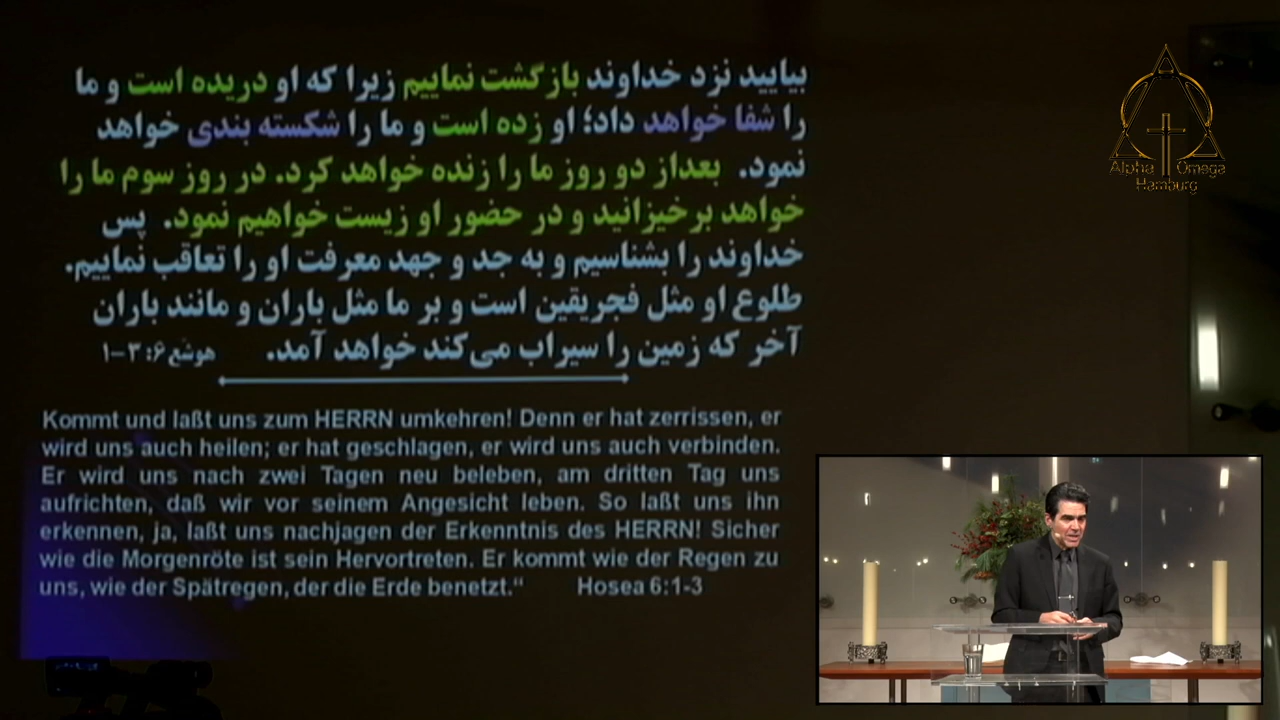 بیایید نزد خداوند بازگشت نماییم زیرا که او دریده است و ما
را شفا خواهد داد؛ او زده است و ما را شکسته بندی خواهد
نمود. بعداز دو روز ما را زنده خواهد کرد. در روز سوم ما را
خواهد برخیزانید و در حضور او زیست خواهیم نمود. پس
خداوند را بشناسیم و به جد و جهد معرفت او را تعاقب نماییم.
طلوع او مثل فجریقین است و بر ما مثل باران و مانند باران
آخر که زمین را سیراب می‌کند خواهد آمد. هوشَع ۶: ۳-۱
Kommt und laßt uns zum HERRN umkehren! Denn er hat zerrissen, er
wird uns auch heilen; er hat geschlagen, er wird uns auch verbinden.
Er wird uns nach zwei Tagen neu beleben, am dritten Tag uns
aufrichten, daß wir vor seinem Angesicht leben. So laßt uns ihn
erkennen, ja, laßt uns nachjagen der Erkenntnis des HERRN! Sicher
wie die Morgenröte ist sein Hervortreten. Er kommt wie der Regen zu
uns, wie der Spätregen, der die Erde benetzt.“ Hosea 6:1-3
Alpha Omega
Hamburg